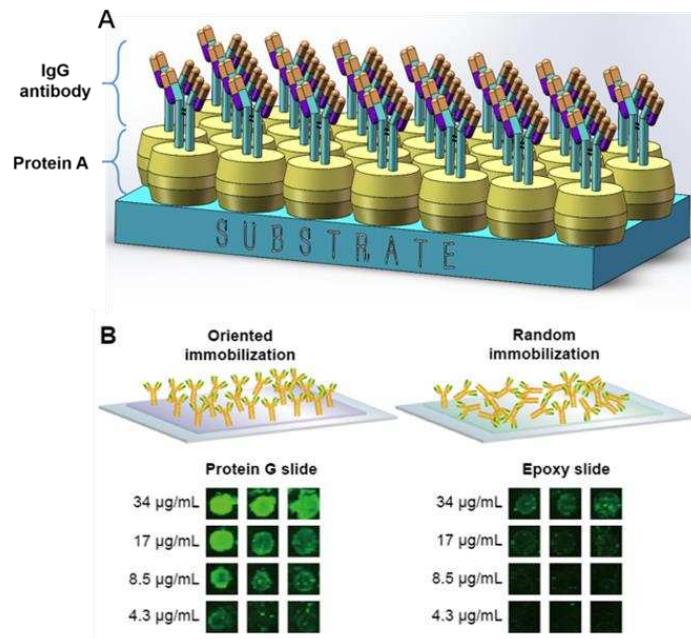 A
IgG
antibody
Protein A
SUBSTRATE
B
Oriented
immobilization
Random
immobilization
Protein G slide
Epoxy slide
34 µg/mL
34 µg/mL
17 µg/mL
17 µg/mL
8.5 µg/mL
8.5 µg/mL
4.3 µg/mL
4.3 µg/mL